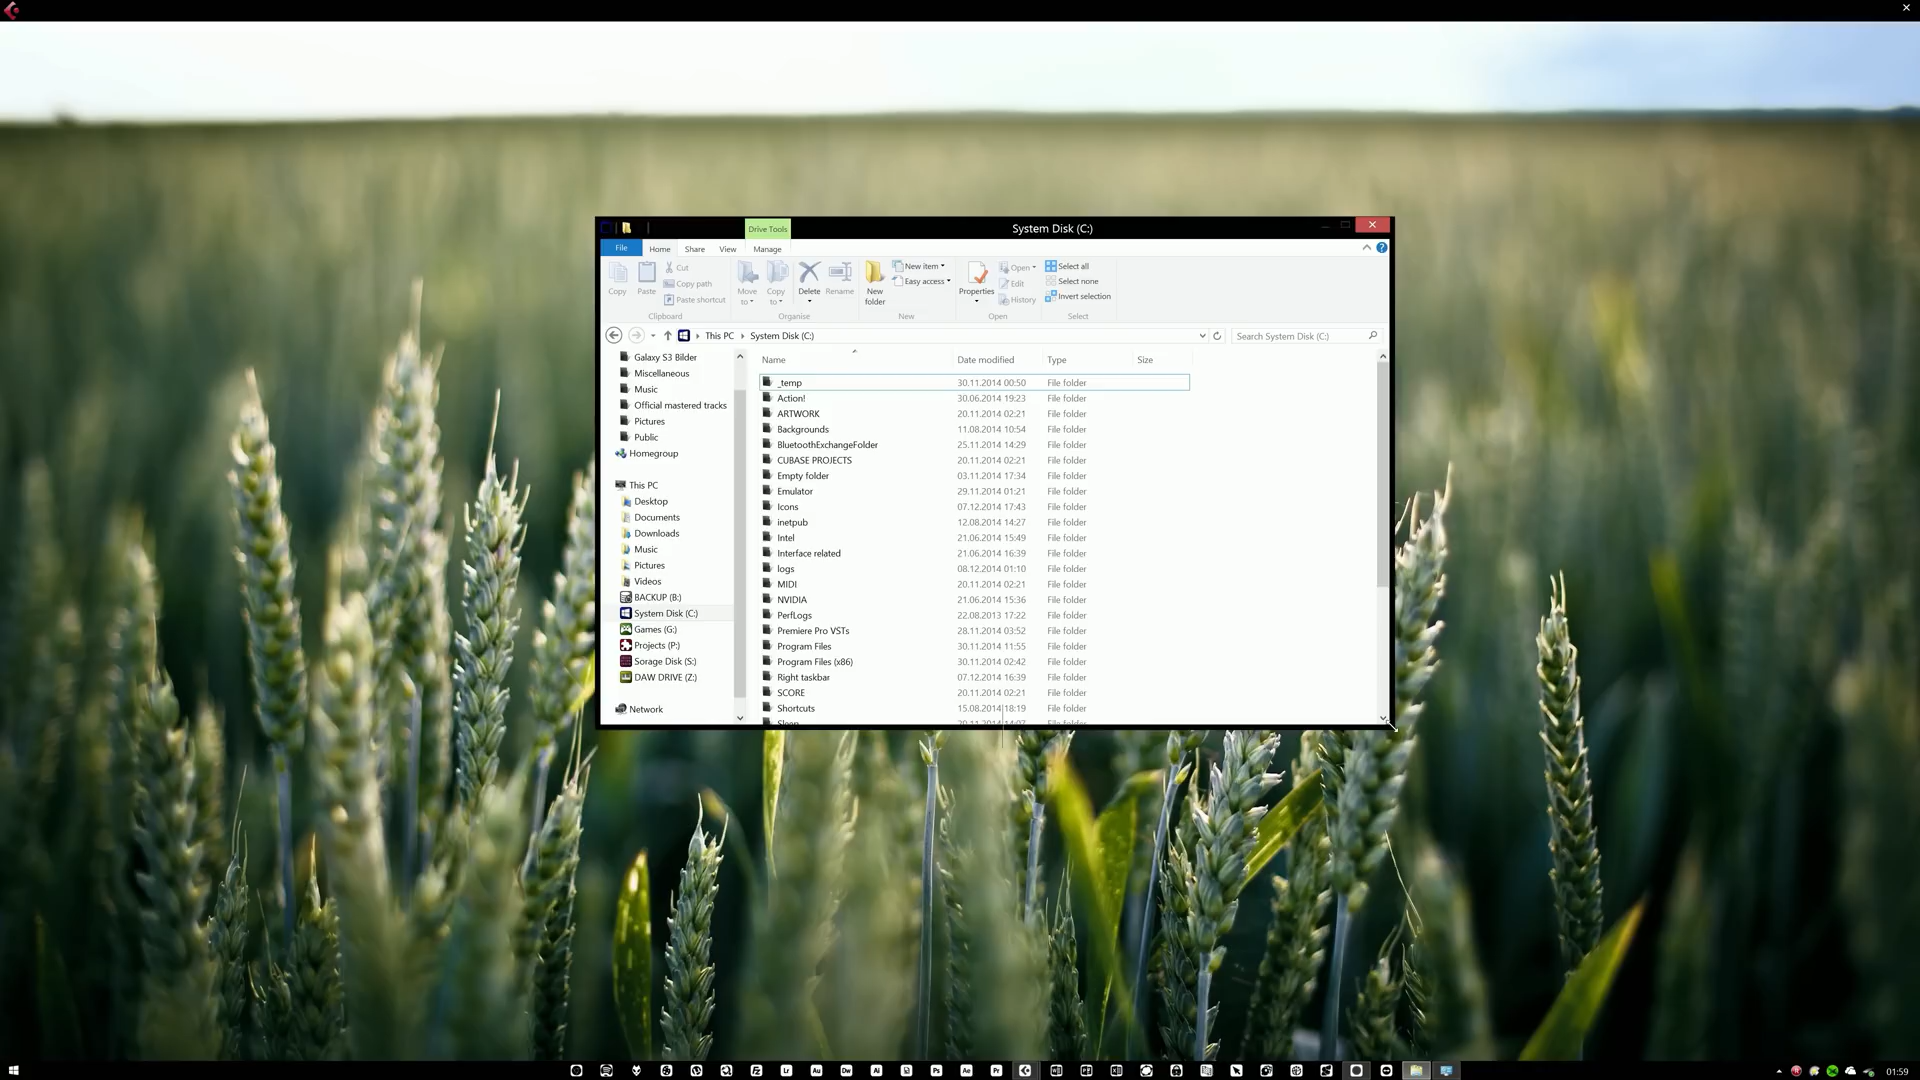 Drive Tools
System Disk (C:)
File
Home
Share
View
Manage
Copy
Paste
Cut
Copy path
Paste shortcut
Clipboard
Move to
Copy to
Delete
Rename
Organise
New folder
New item
Easy access
New
Properties
Open
Edit
History
Open
Select all
Select none
Invert selection
Select
This PC
System Disk (C:)
Search System Disk (C:)
Galaxy S3 Bilder
Miscellaneous
Music
Official mastered tracks
Pictures
Public
Homegroup
This PC
Desktop
Documents
Downloads
Music
Pictures
Videos
BACKUP (B:)
System Disk (C:)
Games (G:)
Projects (P:)
Sorage Disk (S:)
DAW DRIVE (Z:)
Network
Name Date modified Type Size
_temp 30.11.2014 00:50 File folder
Action! 30.06.2014 19:23 File folder
ARTWORK 20.11.2014 02:21 File folder
Backgrounds 11.08.2014 10:54 File folder
BluetoothExchangeFolder 25.11.2014 14:29 File folder
CUBASE PROJECTS 20.11.2014 02:21 File folder
Empty folder 03.11.2014 17:34 File folder
Emulator 29.11.2014 01:21 File folder
Icons 07.12.2014 17:43 File folder
inetpub 12.08.2014 14:27 File folder
Intel 21.06.2014 15:49 File folder
Interface related 21.06.2014 16:39 File folder
logs 08.12.2014 01:10 File folder
MIDI 20.11.2014 02:21 File folder
NVIDIA 21.06.2014 15:36 File folder
PerfLogs 22.08.2013 17:22 File folder
Premiere Pro VSTs 28.11.2014 03:52 File folder
Program Files 30.11.2014 11:55 File folder
Program Files (x86) 30.11.2014 02:42 File folder
Right taskbar 07.12.2014 16:39 File folder
SCORE 20.11.2014 02:21 File folder
Shortcuts 15.08.2014 18:19 File folder
Lr
Au
Dw
Ai
Ps
Ae
Pr
01:59